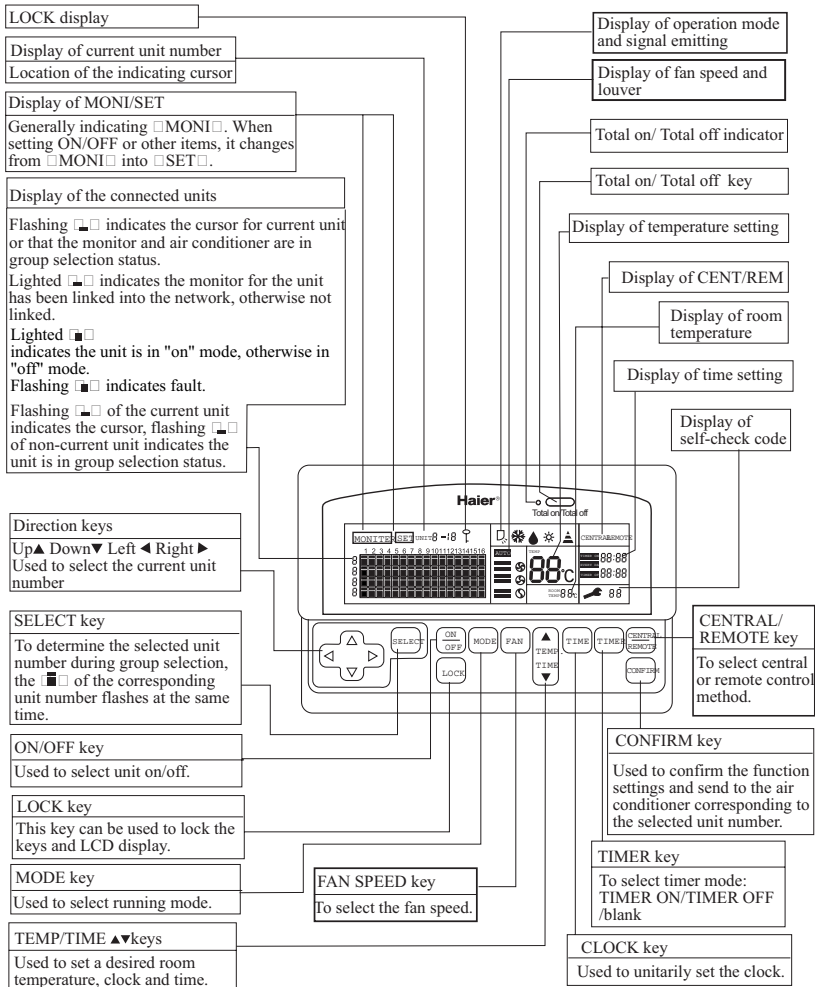 LOCK display
Display of current unit number
Location of the indicating cursor
Display of MONI/SET
Generally indicating □MONI□. When
setting ON/OFF or other items, it changes
from □MONI□ into □SET□.
Display of the connected units
Flashing □ indicates the cursor for current unit
or that the monitor and air conditioner are in
group selection status.
Lighted □ indicates the monitor for the unit
has been linked into the network, otherwise not
linked.
Lighted □
indicates the unit is in "on" mode, otherwise in
"off" mode.
Flashing □ indicates fault.
Flashing □ of the current unit
indicates the cursor, flashing □
of non-current unit indicates the
unit is in group selection status.
Direction keys
Up▲ Down▼ Left ◀ Right ▶
Used to select the current unit
number
SELECT key
To determine the selected unit
number during group selection,
the □ of the corresponding
unit number flashes at the same
time.
ON/OFF key
Used to select unit on/off.
LOCK key
This key can be used to lock the
keys and LCD display.
MODE key
Used to select running mode.
TEMP/TIME ▲▼keys
Used to set a desired room
temperature, clock and time.
FAN SPEED key
To select the fan speed.
Display of operation mode
and signal emitting
Display of fan speed and
louver
Total on/ Total off indicator
Total on/ Total off key
Display of temperature setting
Display of CENT/REM
Display of room
temperature
Display of time setting
Display of
self-check code
Haier®
Total on/Total off
MONITER SET UNIT 8-18
CENTRAL REMOTE
1 2 3 4 5 6 7 8 9 10 11 12 13 14 15 16
8
8
8
8
AUTO
TEMP
88°C
ROOM
TEMP 88°C
88:88
88:88
88
SELECT
ON
OFF
LOCK
MODE
FAN
▲
TEMP.
TIME
▼
TIME
TIMER
CENTRAL
REMOTE
CONFIRM
CENTRAL/
REMOTE key
To select central
or remote control
method.
CONFIRM key
Used to confirm the function
settings and send to the air
conditioner corresponding to
the selected unit number.
TIMER key
To select timer mode:
TIMER ON/TIMER OFF
/blank
CLOCK key
Used to unitarily set the clock.